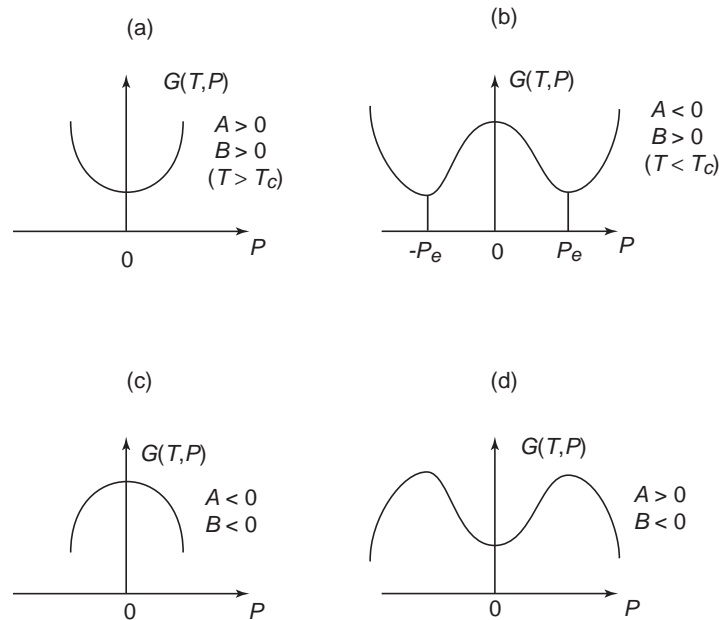 (a)
G(T,P)
A > 0
B > 0
(T > Tc)
0
P
(b)
G(T,P)
A < 0
B > 0
(T < Tc)
-Pe
0
Pe
P
(c)
G(T,P)
A < 0
B < 0
0
P
(d)
G(T,P)
A > 0
B < 0
0
P